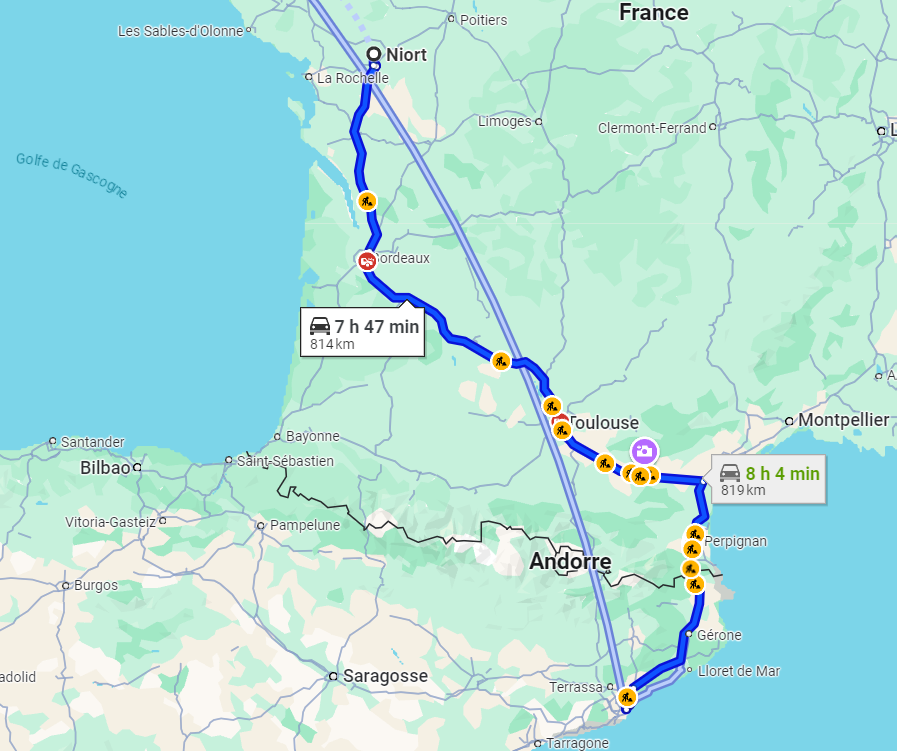 France
Poitiers
Les Sables-d'Olonne
Niort
La Rochelle
Limoges
Clermont-Ferrand
L
Golfe de Gascogne
Bordeaux
7 h 47 min
814 km
A
Toulouse
Montpellier
Bayonne
Santander
Saint-Sébastien
Bilbao
8 h 4 min
819 km
Vitoria-Gasteiz
Pampelune
Perpignan
Andorre
Burgos
Gérone
Lloret de Mar
adolid
Saragosse
Terrassa
Tarragone